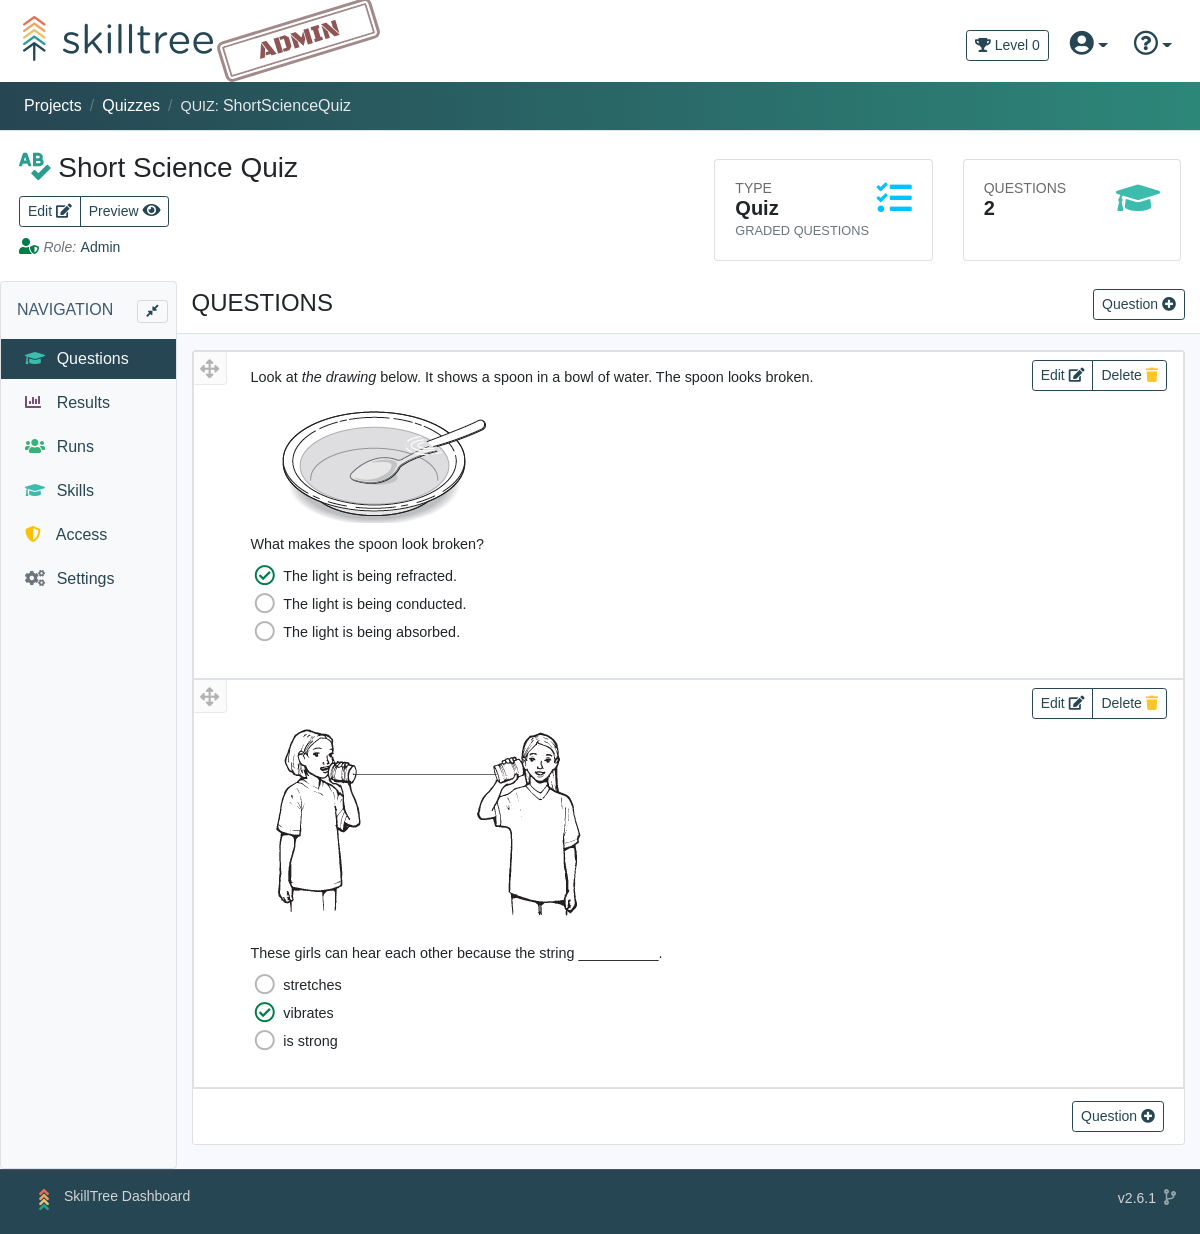 skilltree
ADMIN
Level 0
Projects / Quizzes / QUIZ: ShortScienceQuiz
AB Short Science Quiz
Edit Preview
Role: Admin
TYPE
Quiz
GRADED QUESTIONS
QUESTIONS
2
NAVIGATION
Questions
Results
Runs
Skills
Access
Settings
QUESTIONS
Question
Look at the drawing below. It shows a spoon in a bowl of water. The spoon looks broken.
Edit Delete
What makes the spoon look broken?
The light is being refracted.
The light is being conducted.
The light is being absorbed.
Edit Delete
These girls can hear each other because the string __________.
stretches
vibrates
is strong
Question
SkillTree Dashboard
v2.6.1